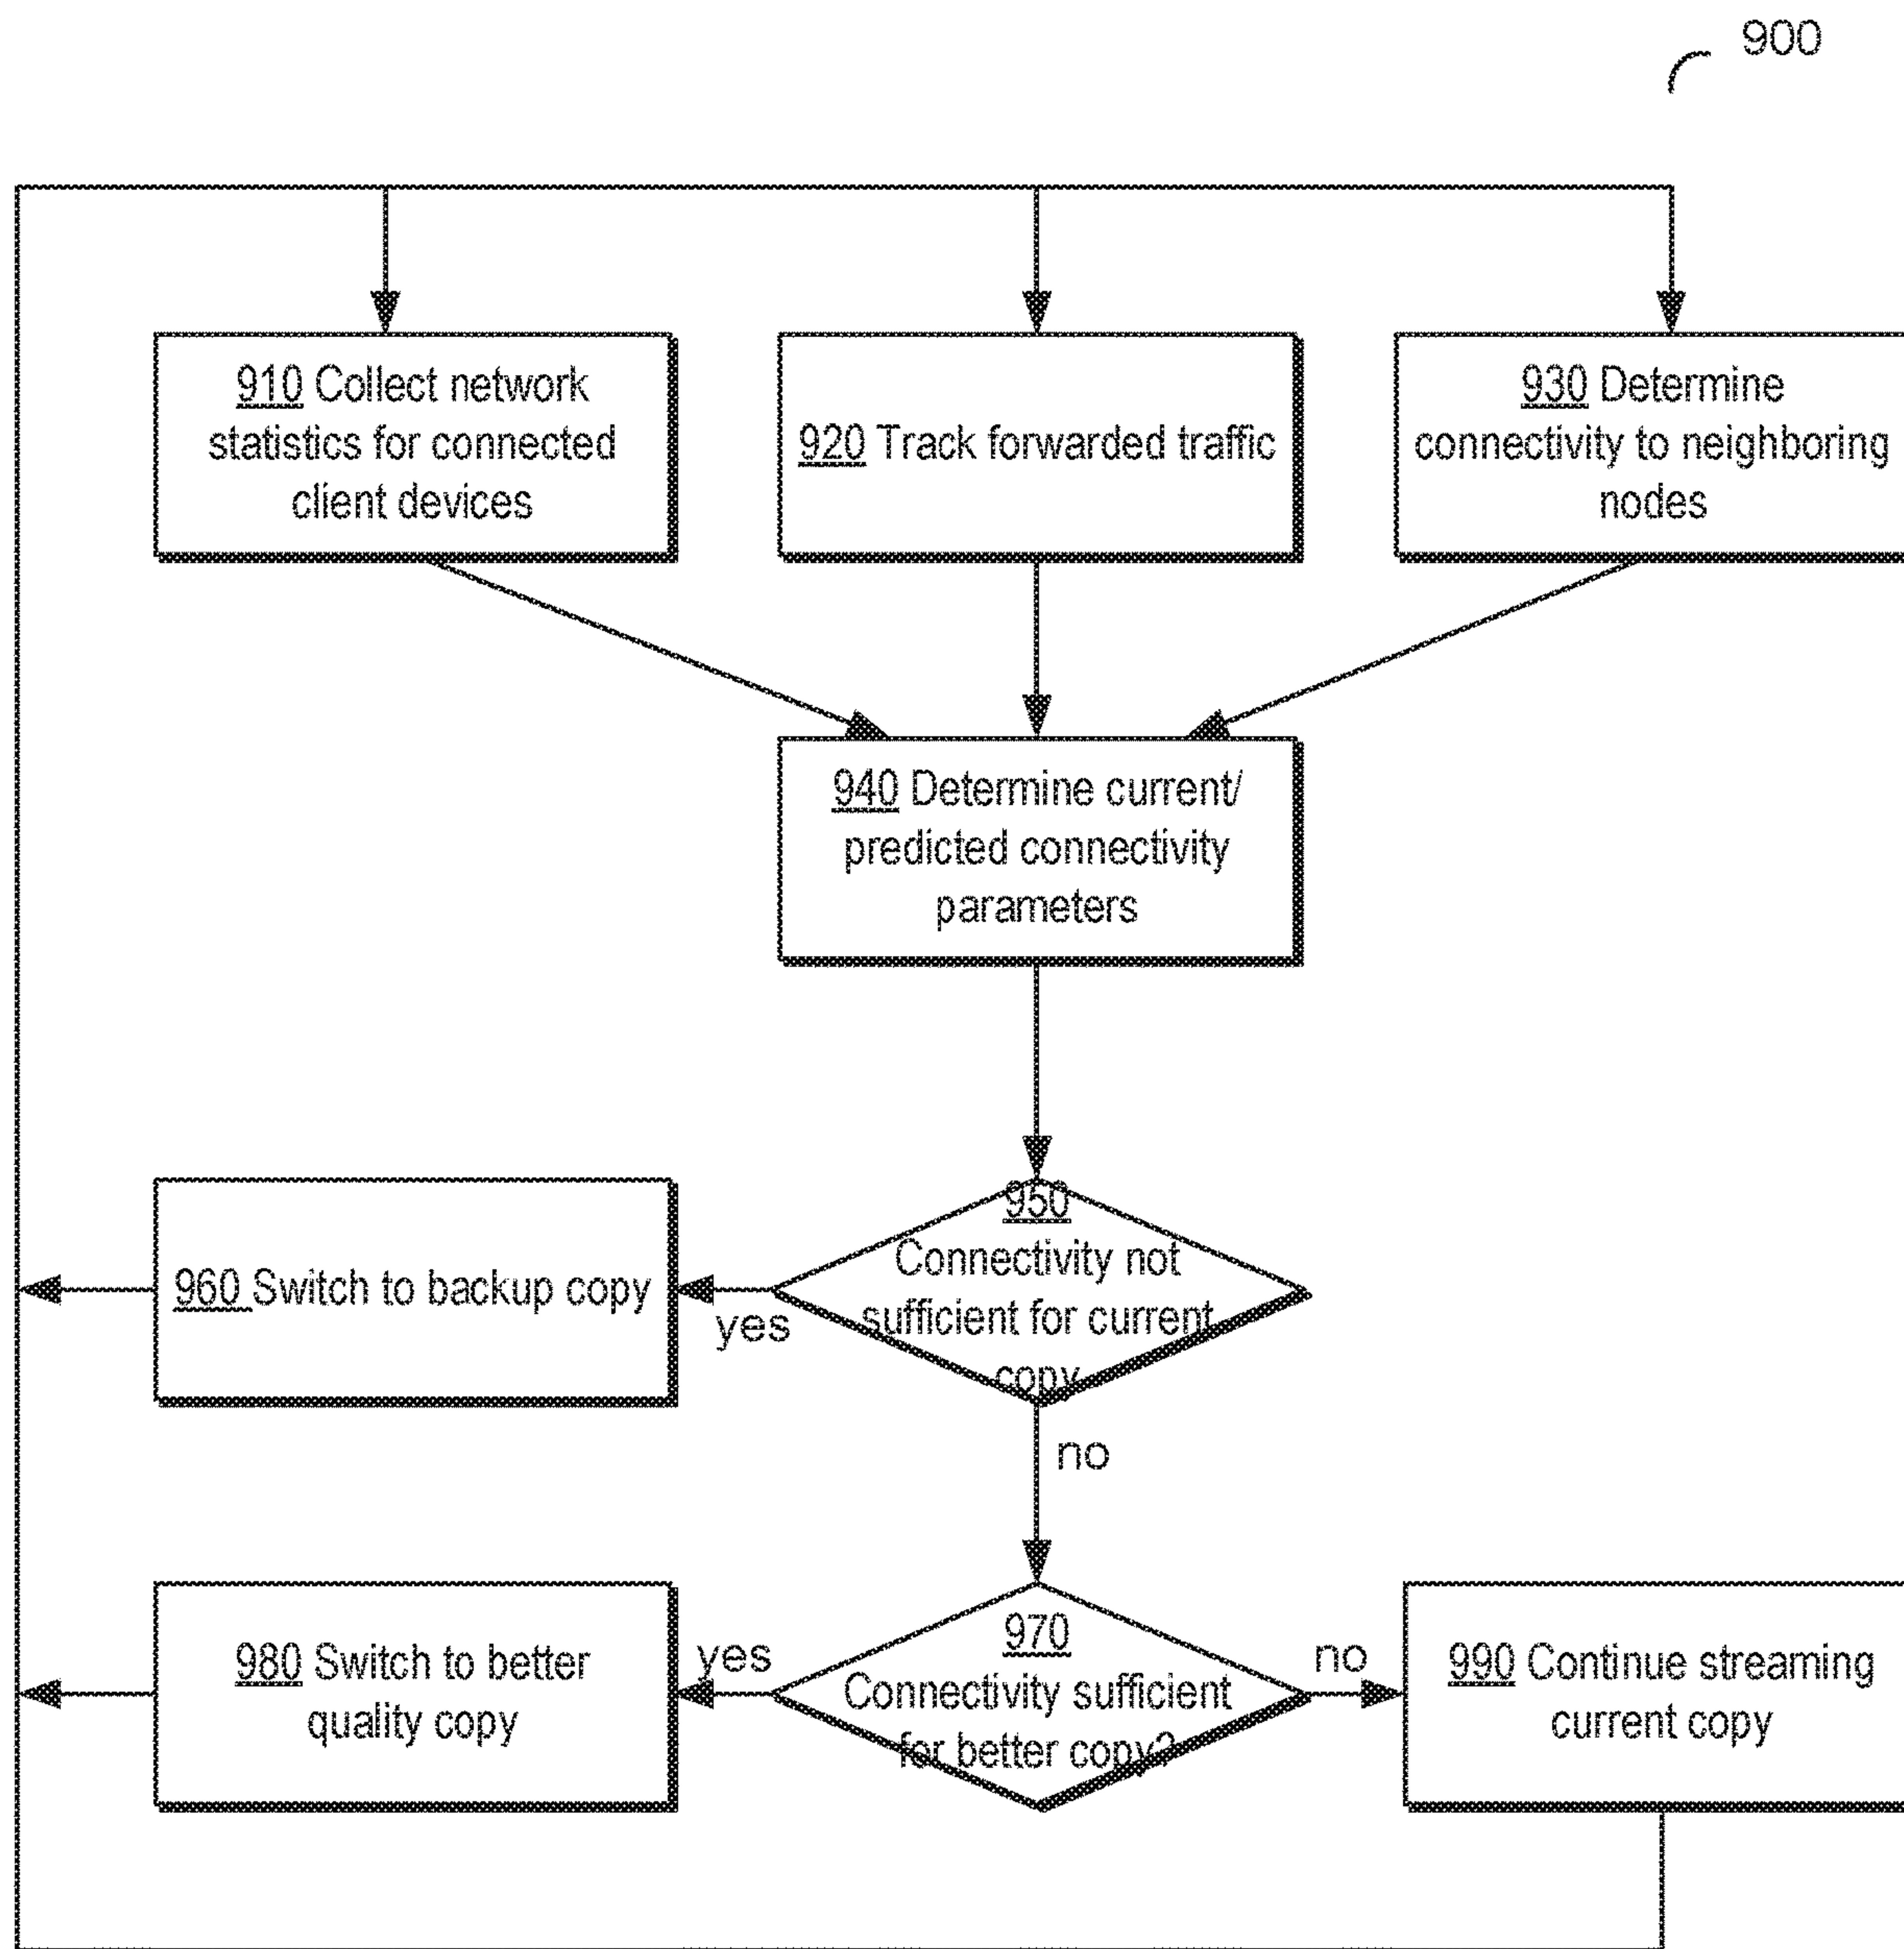 900
910 Collect network
statistics for connected
client devices
920 Track forwarded traffic
930 Determine
connectivity to neighboring
nodes
940 Determine current/
predicted connectivity
parameters
950
Connectivity not
sufficient for current
copy
960 Switch to backup copy
yes
no
970
Connectivity sufficient
for better copy?
yes
980 Switch to better
quality copy
no
990 Continue streaming
current copy